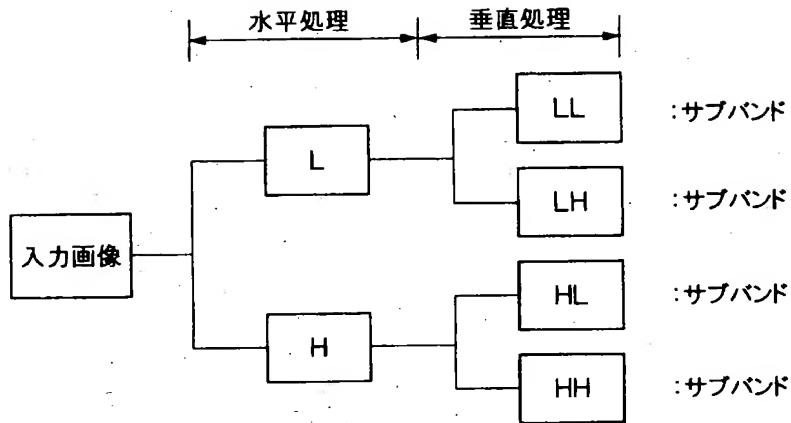 水平処理 垂直処理
LL :サブバンド
L
LH :サブバンド
入力画像
HL :サブバンド
H
HH :サブバンド